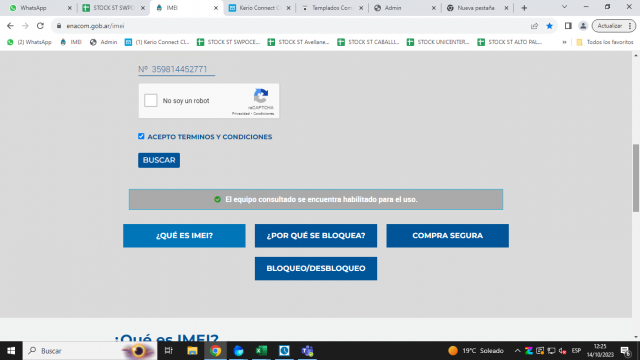 WhatsApp
STOCK ST SWPOCE
IMEI
Kerio Connect Cl
Templados Const
Admin
Nueva pestaña
enacom.gob.ar/imei
Actualizar
(2) WhatsApp
IMEI
(1) Kerio Connect Cl...
Admin
STOCK ST SWPOCE...
STOCK ST Avellane...
STOCK ST CABALLI...
STOCK UNICENTER...
STOCK ST ALTO PAL...
»
Todos los favoritos
Nº 359814452771
No soy un robot
reCAPTCHA
Privacidad - Condiciones
ACEPTO TERMINOS Y CONDICIONES
BUSCAR
El equipo consultado se encuentra habilitado para el uso.
¿QUÉ ES IMEI?
¿POR QUÉ SE BLOQUEA?
COMPRA SEGURA
BLOQUEO/DESBLOQUEO
¿Qué es IMEI?
Buscar
19°C Soleado
ESP
12:25
14/10/2023